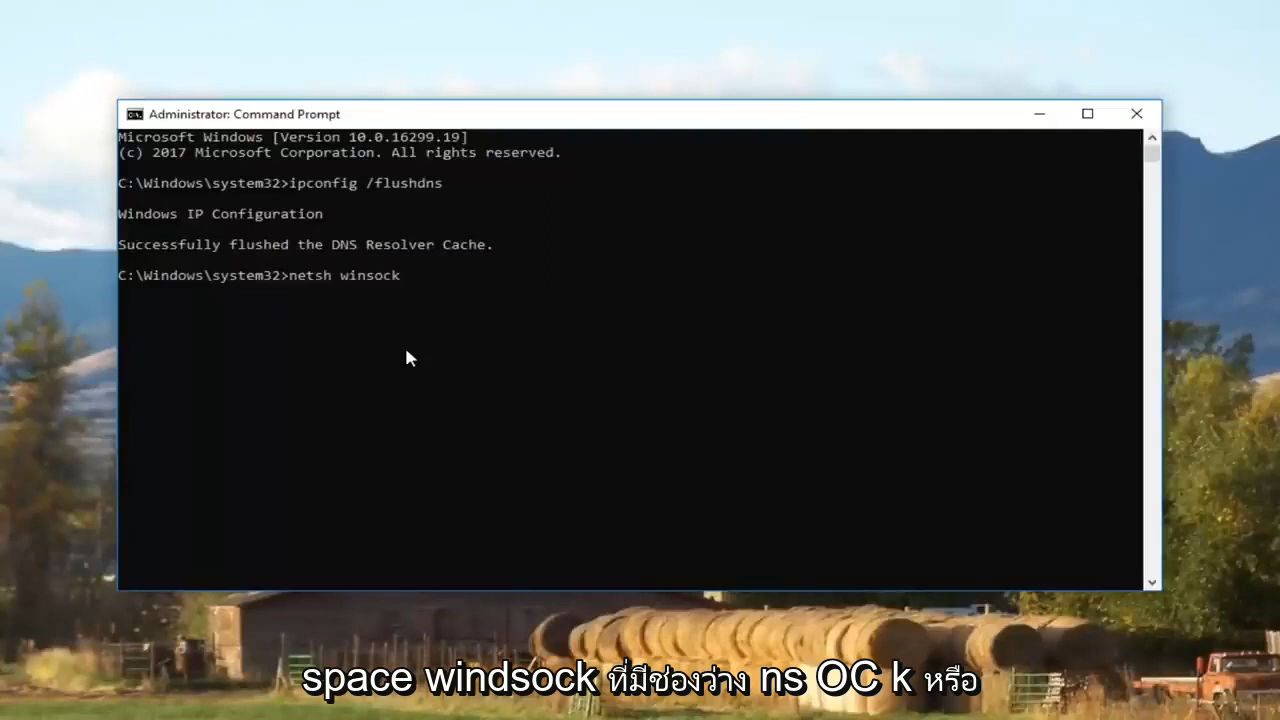 Administrator: Command Prompt
Microsoft Windows [Version 10.0.16299.19]
(c) 2017 Microsoft Corporation. All rights reserved.
C:\Windows\system32>ipconfig /flushdns
Windows IP Configuration
Successfully flushed the DNS Resolver Cache.
C:\Windows\system32>netsh winsock
space windsock ที่มีช่องว่าง ns OC k หรือ